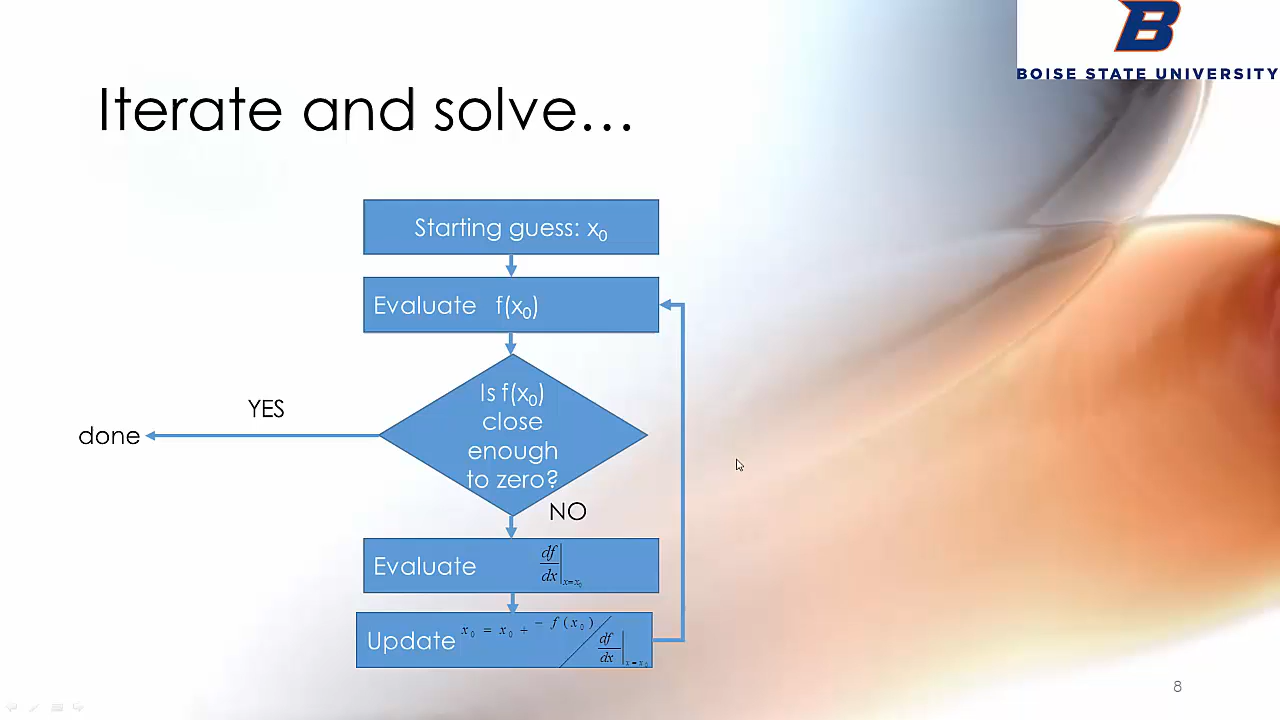 B
BOISE STATE UNIVERSITY
Iterate and solve…
Starting guess: x₀
Evaluate f(x₀)
Is f(x₀)
close
enough
to zero?
YES
done
NO
Evaluate df/dx|ₓ₌ₓ₀
Update x₀ = x₀ + − f(x₀) / df/dx|ₓ₌ₓ₀
8